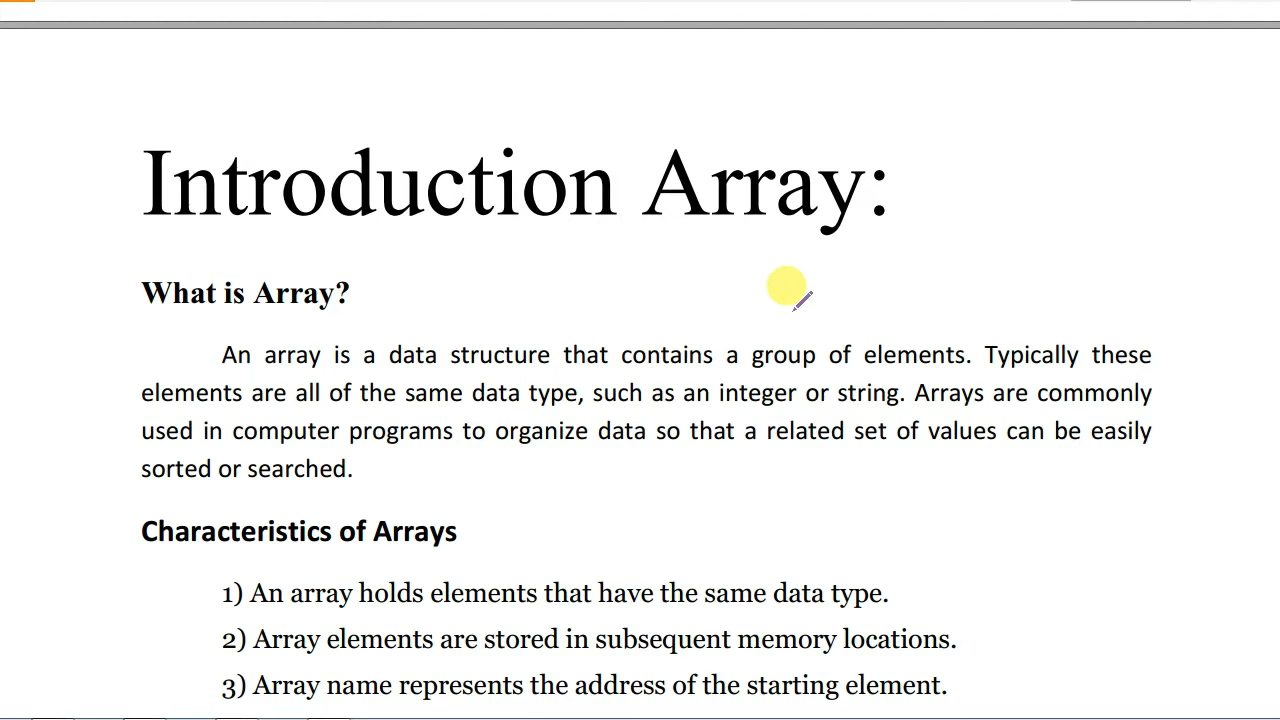 Introduction Array:
What is Array?
An array is a data structure that contains a group of elements. Typically these
elements are all of the same data type, such as an integer or string. Arrays are commonly
used in computer programs to organize data so that a related set of values can be easily
sorted or searched.
Characteristics of Arrays
1) An array holds elements that have the same data type.
2) Array elements are stored in subsequent memory locations.
3) Array name represents the address of the starting element.